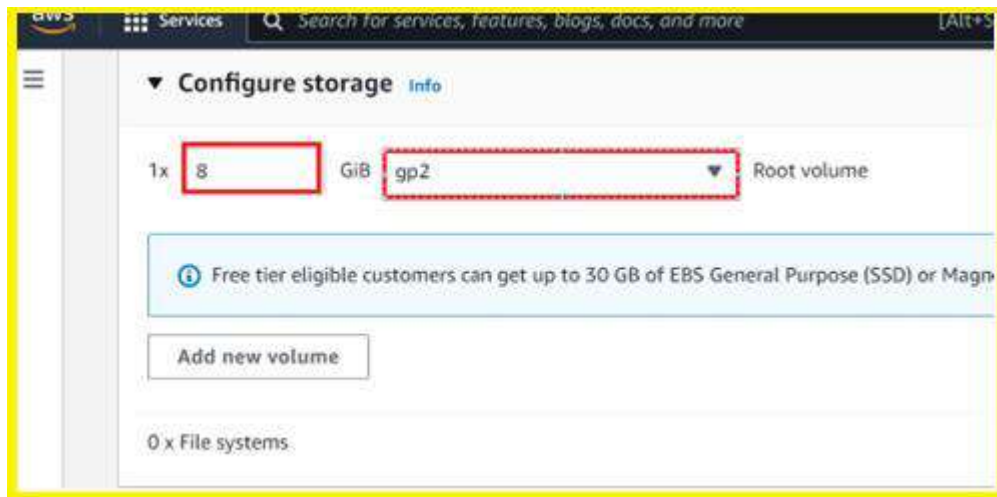 aws Services Search for services, features, blogs, docs, and more [Alt+S
Configure storage Info
1x 8 GiB gp2 Root volume
Free tier eligible customers can get up to 30 GB of EBS General Purpose (SSD) or Magn
Add new volume
0 x File systems